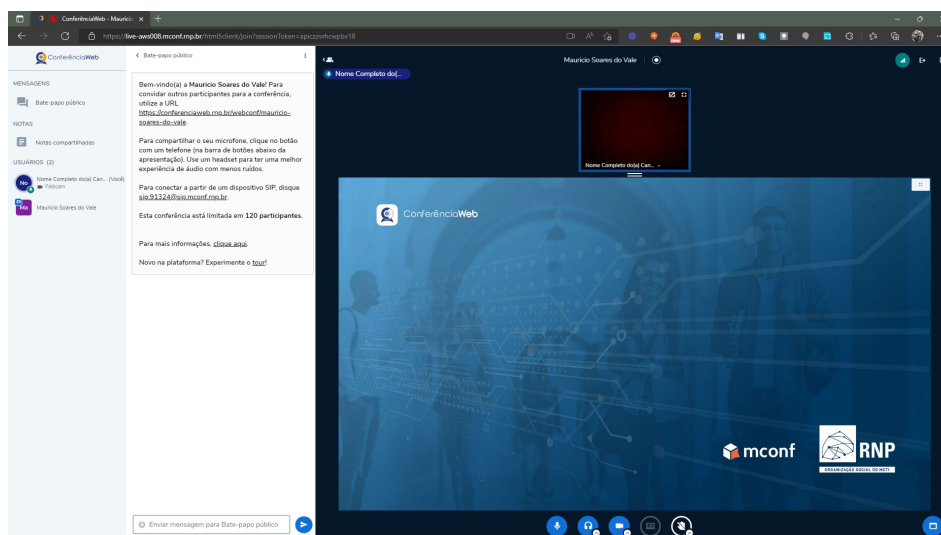 ConferênciaWeb - Mauricio
https://live-aws008.mconf.rnp.br/html5client/join?sessionToken=apiczzvrhcwpbv18
ConferênciaWeb
MENSAGENS
Bate-papo público
NOTAS
Notas compartilhadas
USUÁRIOS (2)
No
Nome Completo do(a) Can... (Você)
Webcam
Ma
Mauricio Soares do Vale
Bate-papo público
Bem-vindo(a) a Mauricio Soares do Vale! Para
convidar outros participantes para a conferência,
utilize a URL
https://conferenciaweb.rnp.br/webconf/mauricio-
soares-do-vale.
Para compartilhar o seu microfone, clique no botão
com um telefone (na barra de botões abaixo da
apresentação). Use um headset para ter uma melhor
experiência de áudio com menos ruídos.
Para conectar a partir de um dispositivo SIP, disque
sip:91324@sip.mconf.rnp.br.
Esta conferência está limitada em 120 participantes.
Para mais informações, clique aqui.
Novo na plataforma? Experimente o tour!
Enviar mensagem para Bate-papo público
Mauricio Soares do Vale
Nome Completo do(...
Nome Completo do(a) Can...
ConferênciaWeb
mconf
RNP
ORGANIZAÇÃO SOCIAL DO MCTI